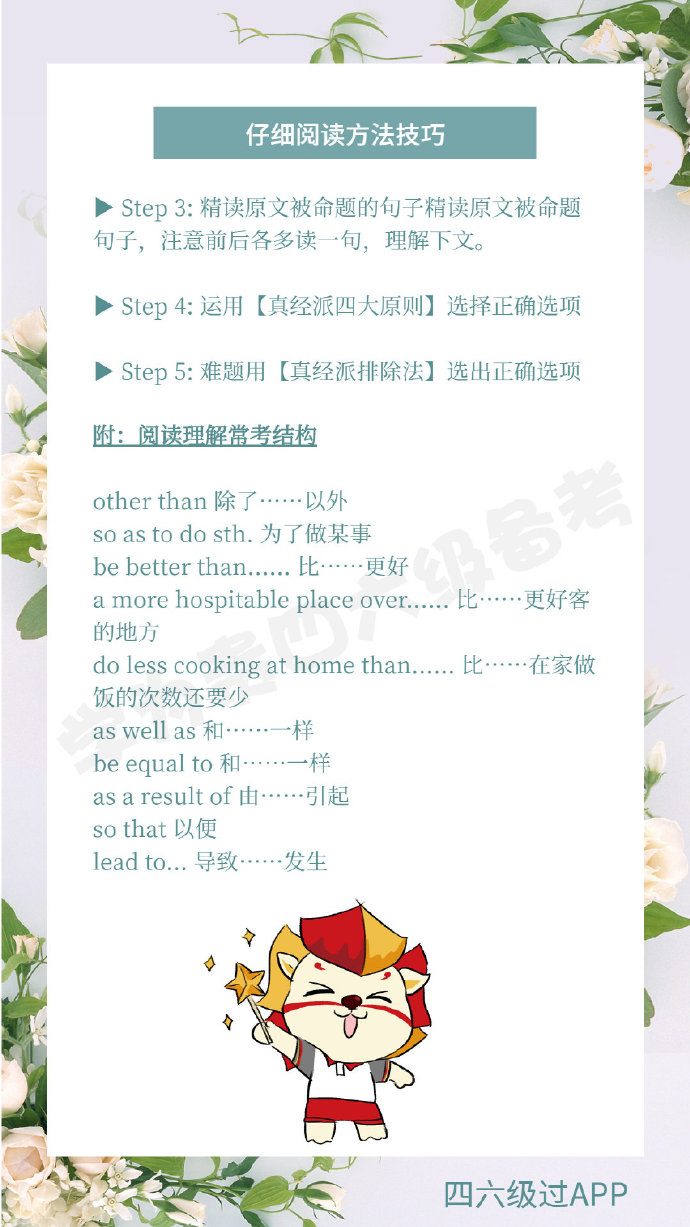 仔细阅读方法技巧
▶ Step 3: 精读原文被命题的句子精读原文被命题
句子，注意前后各多读一句，理解下文。
▶ Step 4: 运用【真经派四大原则】选择正确选项
▶ Step 5: 难题用【真经派排除法】选出正确选项
附：阅读理解常考结构
other than 除了……以外
so as to do sth. 为了做某事
be better than...... 比……更好
a more hospitable place over...... 比……更好客
的地方
do less cooking at home than...... 比……在家做
饭的次数还要少
as well as 和……一样
be equal to 和……一样
as a result of 由……引起
so that 以便
lead to... 导致……发生
四六级过APP